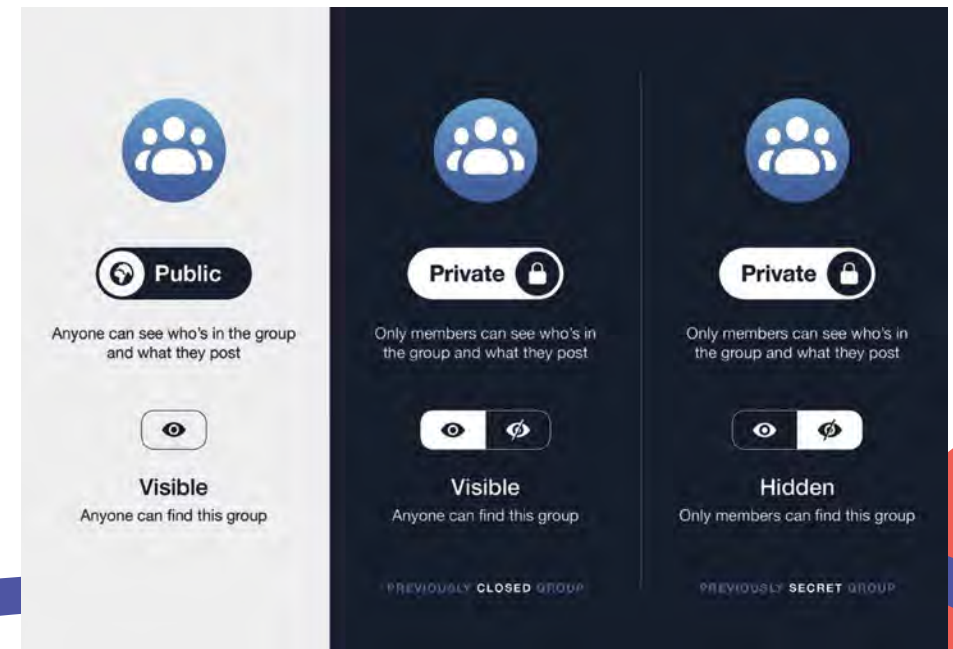 Public
Anyone can see who's in the group
and what they post
Visible
Anyone can find this group
Private
Only members can see who's in
the group and what they post
Visible
Anyone can find this group
PREVIOUSLY CLOSED GROUP
Private
Only members can see who's in
the group and what they post
Hidden
Only members can find this group
PREVIOUSLY SECRET GROUP